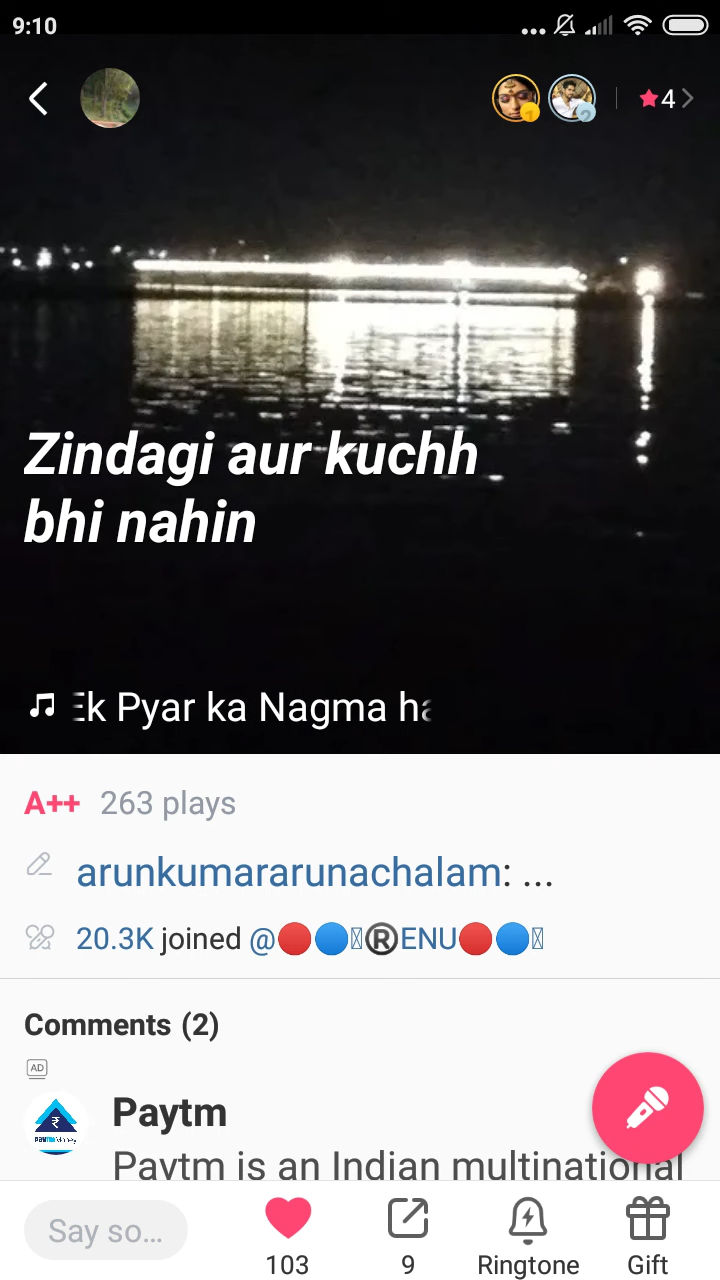 9:10
4
Zindagi aur kuchh
bhi nahin
Ek Pyar ka Nagma ha
A++ 263 plays
arunkumararunachalam: ...
20.3K joined @🔴🔵®ENU🔴🔵
Comments (2)
AD
Paytm
Paytm is an Indian multinational
Say so...
103
9
Ringtone
Gift